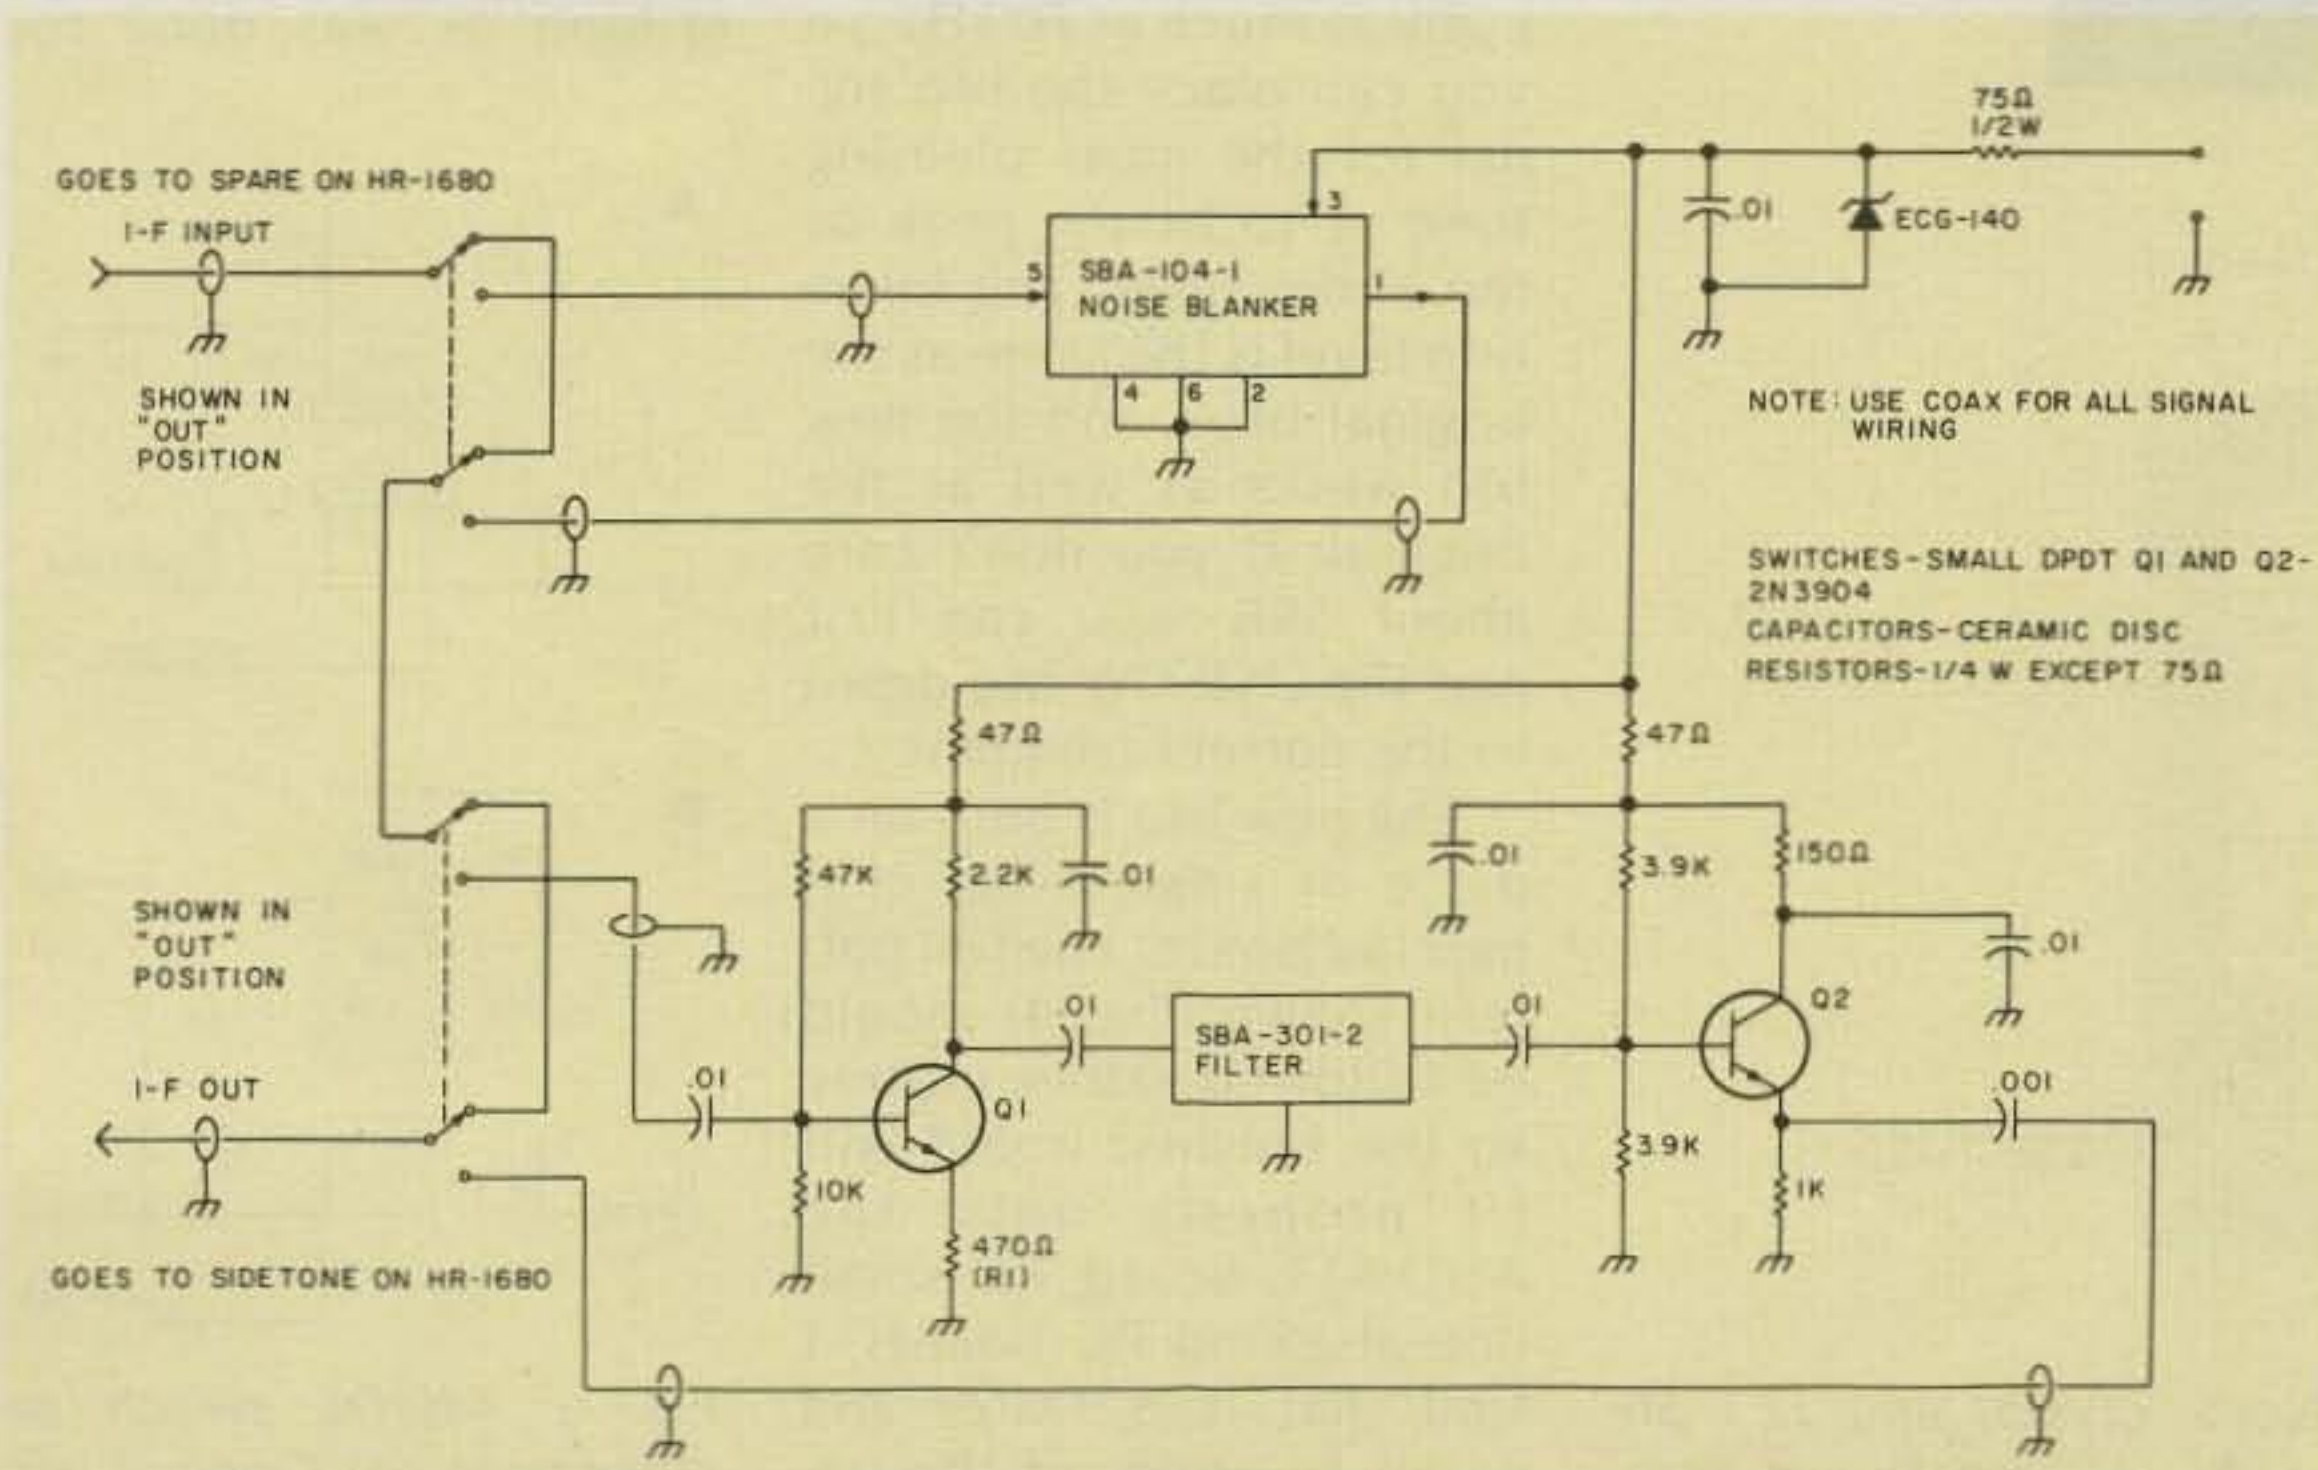 75Ω
1/2W
GOES TO SPARE ON HR-1680
I-F INPUT
3
.01
ECG-140
5
SBA-104-1
NOISE BLANKER
1
4
6
2
SHOWN IN
"OUT"
POSITION
NOTE: USE COAX FOR ALL SIGNAL
WIRING
SWITCHES-SMALL DPDT Q1 AND Q2-
2N3904
CAPACITORS-CERAMIC DISC
RESISTORS-1/4 W EXCEPT 75Ω
47Ω
47Ω
47K
2.2K
.01
.01
3.9K
150Ω
SHOWN IN
"OUT"
POSITION
.01
.01
.01
Q2
SBA-301-2
FILTER
I-F OUT
.01
Q1
.001
10K
3.9K
1K
470Ω
(R1)
GOES TO SIDETONE ON HR-1680